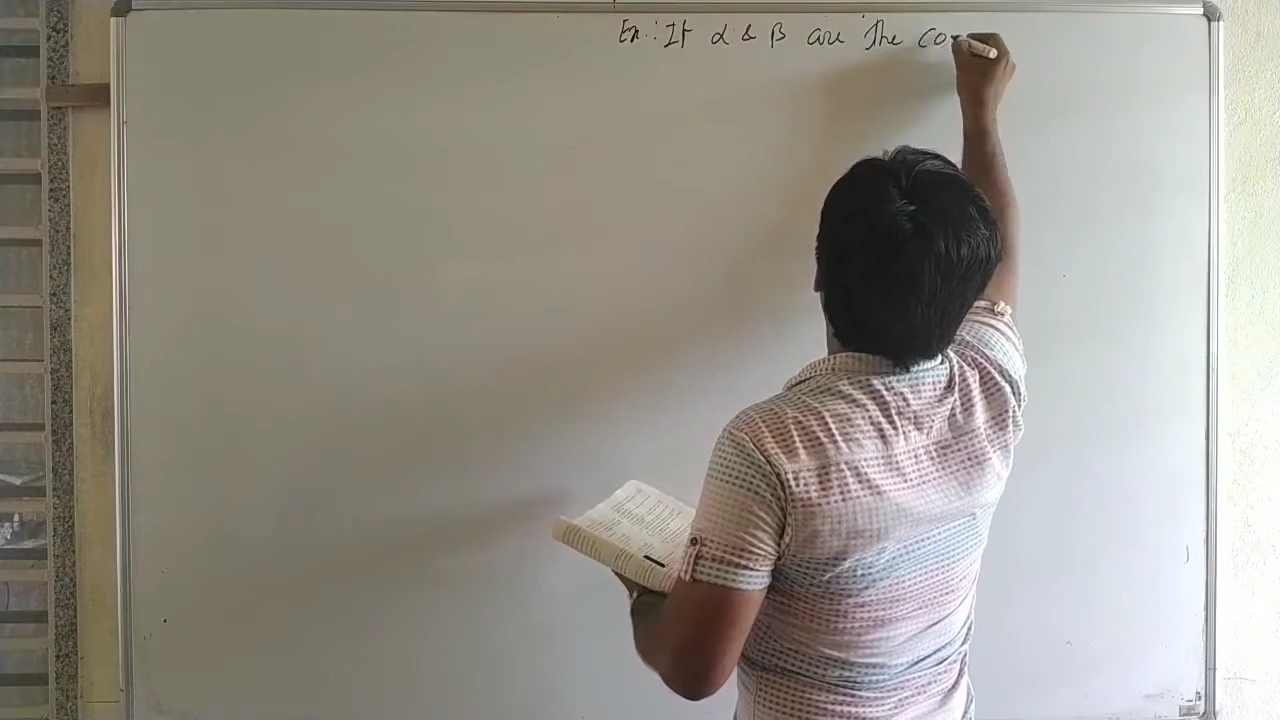 Ex.: If α & β are the co